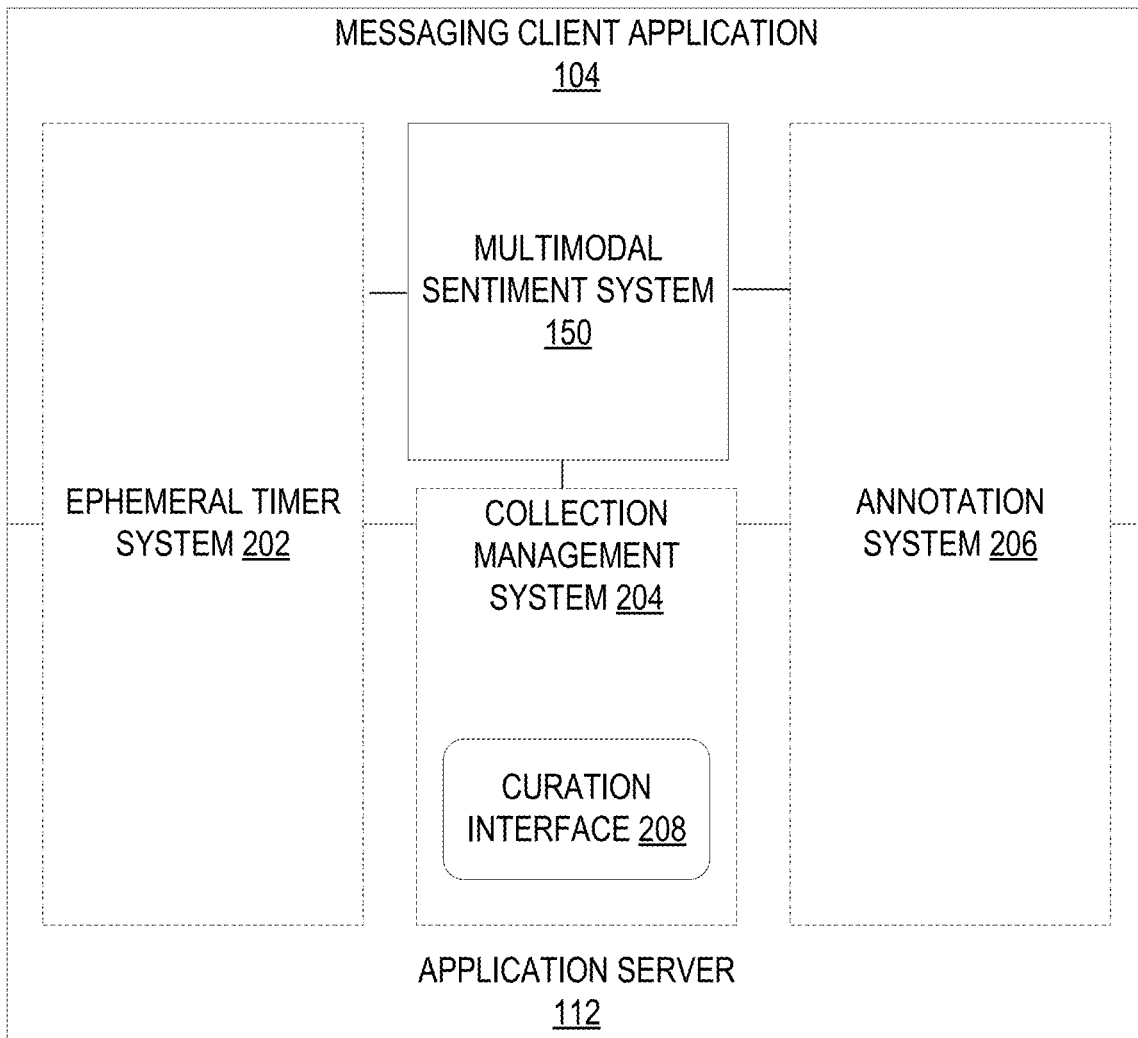 MESSAGING CLIENT APPLICATION
104
MULTIMODAL
SENTIMENT SYSTEM
150
EPHEMERAL TIMER
SYSTEM 202
COLLECTION
MANAGEMENT
SYSTEM 204
ANNOTATION
SYSTEM 206
CURATION
INTERFACE 208
APPLICATION SERVER
112